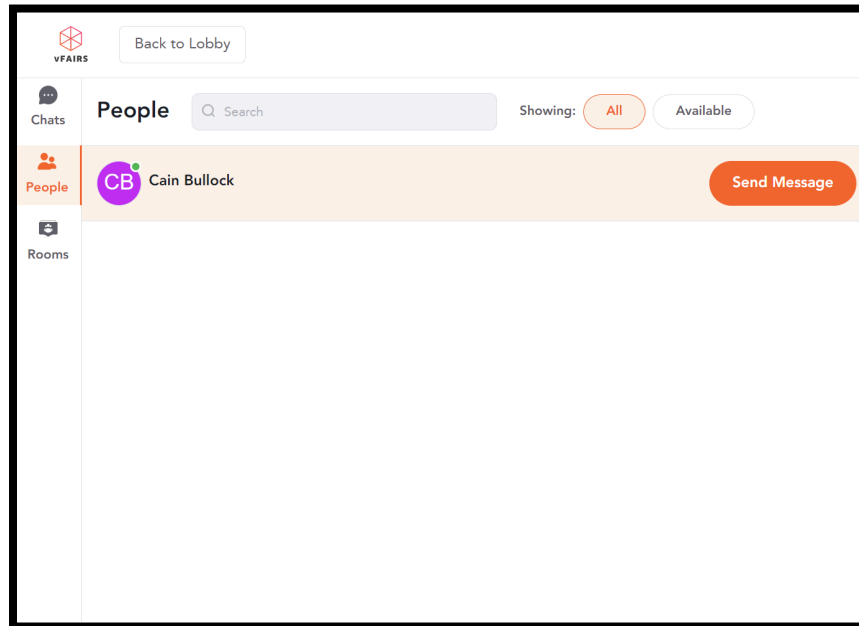 vFAIRS
Back to Lobby
Chats
People
Rooms
People
Search
Showing: All Available
CB Cain Bullock Send Message